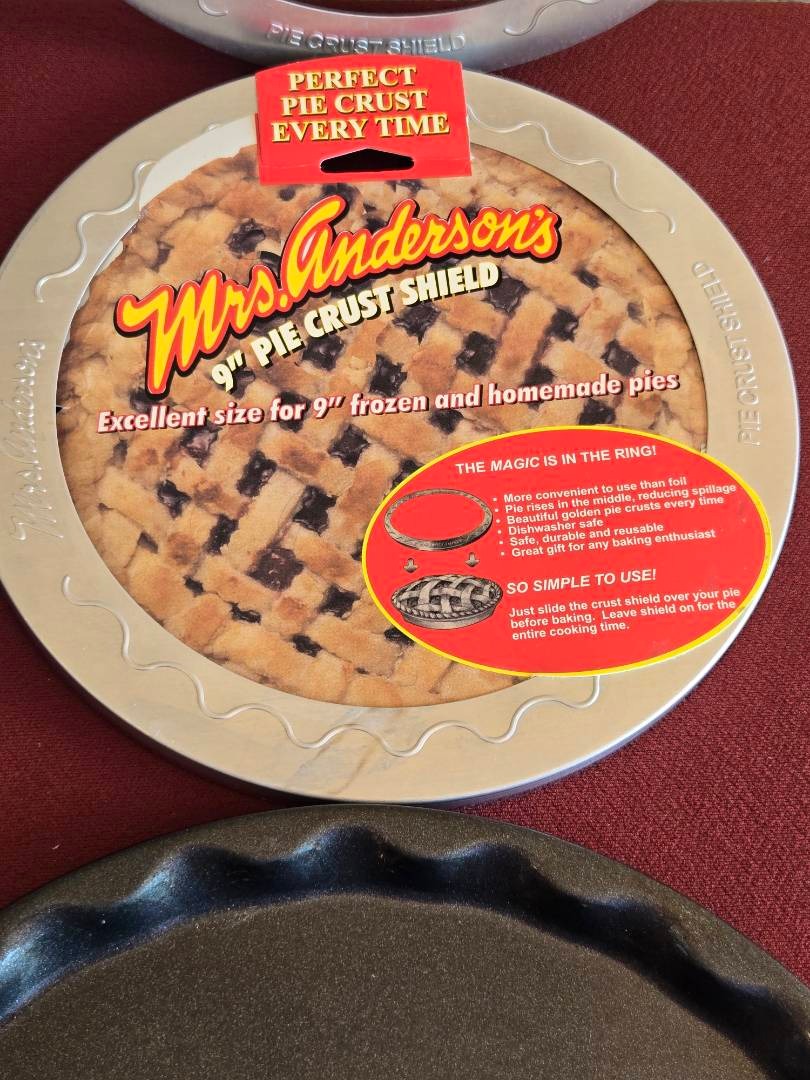 PIE CRUST SHIELD
PERFECT
PIE CRUST
EVERY TIME
Mrs. Anderson's
9" PIE CRUST SHIELD
Excellent size for 9" frozen and homemade pies
Mrs. Anderson's
PIE CRUST SHIELD
THE MAGIC IS IN THE RING!
• More convenient to use than foil
• Pie rises in the middle, reducing spillage
• Beautiful golden pie crusts every time
• Dishwasher safe
• Safe, durable and reusable
• Great gift for any baking enthusiast
SO SIMPLE TO USE!
Just slide the crust shield over your pie
before baking. Leave shield on for the
entire cooking time.